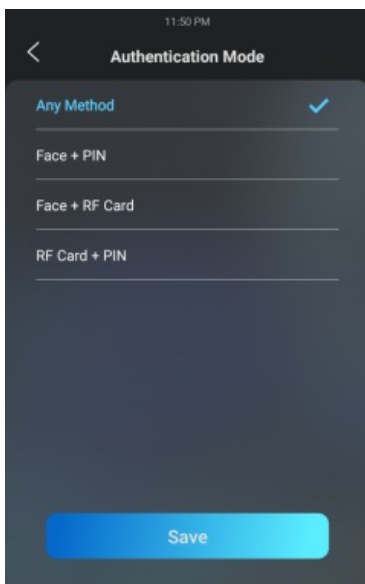 11:50 PM
Authentication Mode
Any Method
Face + PIN
Face + RF Card
RF Card + PIN
Save